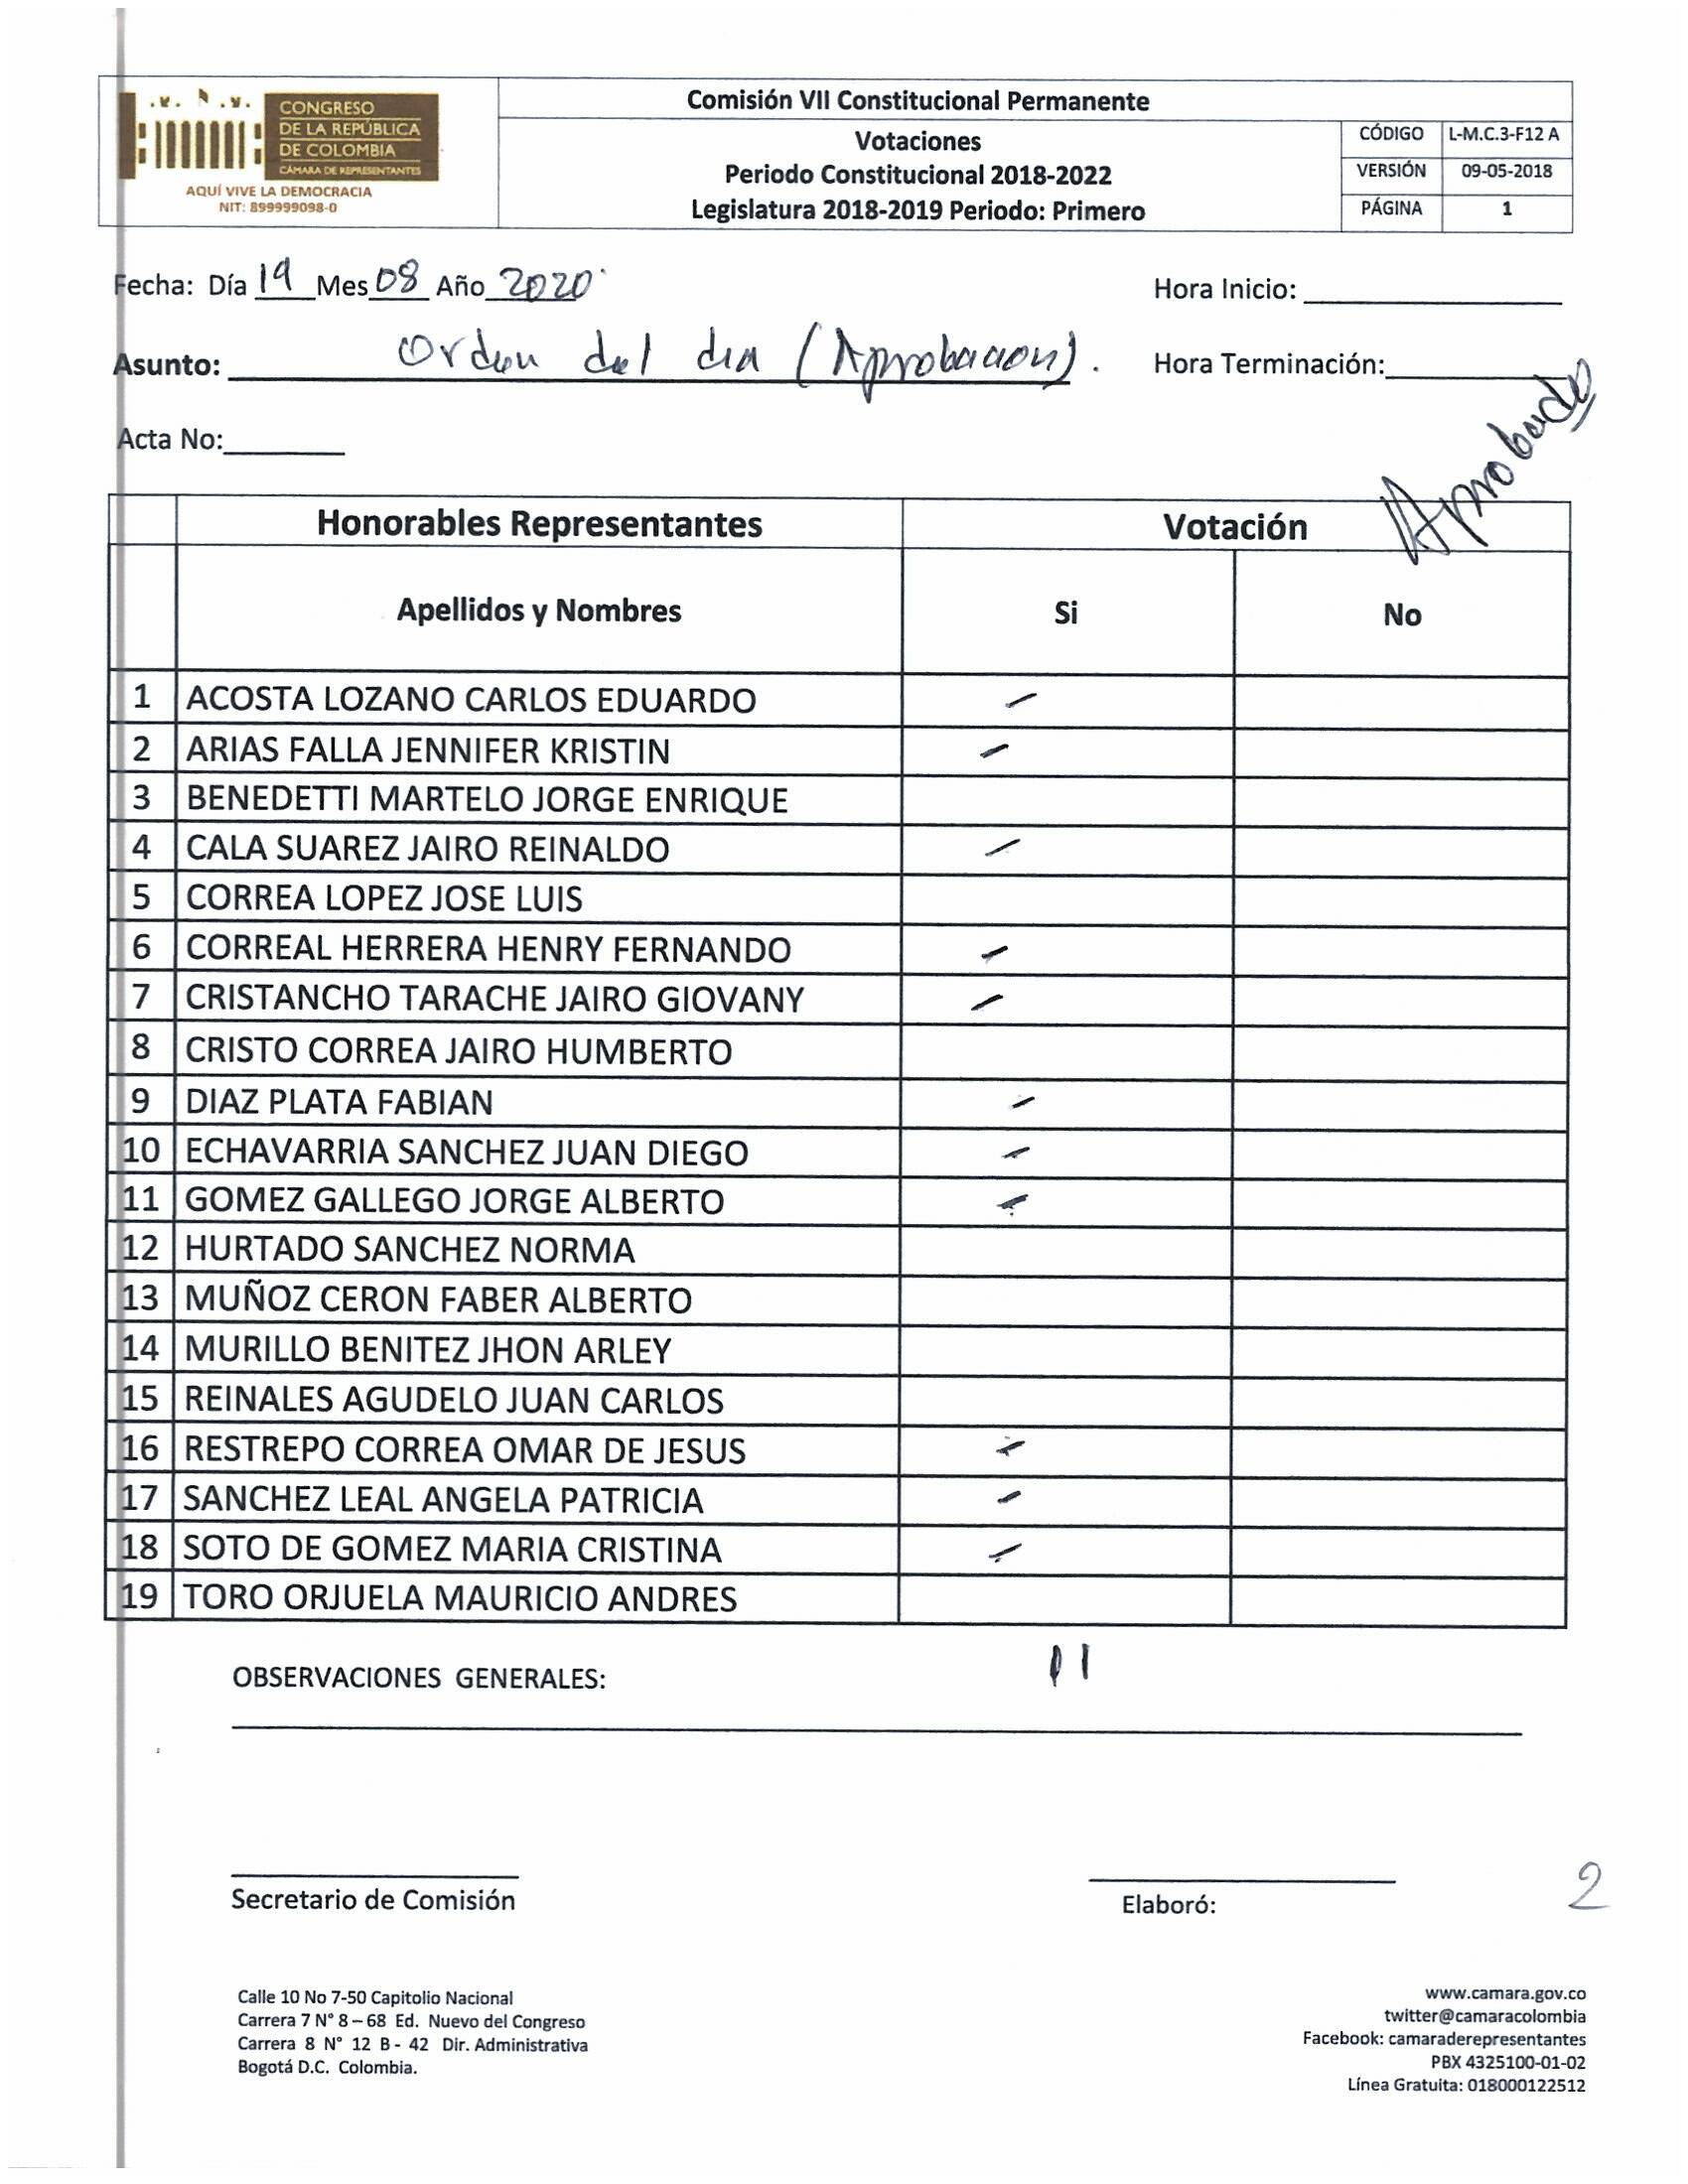 CONGRESO
DE LA REPÚBLICA
DE COLOMBIA
CÁMARA DE REPRESENTANTES
AQUÍ VIVE LA DEMOCRACIA
NIT: 899999098-0
Comisión VII Constitucional Permanente
Votaciones
Periodo Constitucional 2018-2022
Legislatura 2018-2019 Periodo: Primero
CÓDIGO L-M.C.3-F12 A
VERSIÓN 09-05-2018
PÁGINA 1
Fecha: Día 19 Mes 08 Año 2020
Hora Inicio:
Asunto: Orden del dia (Aprobacion).
Hora Terminación:
Acta No:
Aprobado
Honorables Representantes Votación
Apellidos y Nombres Si No
1 ACOSTA LOZANO CARLOS EDUARDO
2 ARIAS FALLA JENNIFER KRISTIN
3 BENEDETTI MARTELO JORGE ENRIQUE
4 CALA SUAREZ JAIRO REINALDO
5 CORREA LOPEZ JOSE LUIS
6 CORREAL HERRERA HENRY FERNANDO
7 CRISTANCHO TARACHE JAIRO GIOVANY
8 CRISTO CORREA JAIRO HUMBERTO
9 DIAZ PLATA FABIAN
10 ECHAVARRIA SANCHEZ JUAN DIEGO
11 GOMEZ GALLEGO JORGE ALBERTO
12 HURTADO SANCHEZ NORMA
13 MUÑOZ CERON FABER ALBERTO
14 MURILLO BENITEZ JHON ARLEY
15 REINALES AGUDELO JUAN CARLOS
16 RESTREPO CORREA OMAR DE JESUS
17 SANCHEZ LEAL ANGELA PATRICIA
18 SOTO DE GOMEZ MARIA CRISTINA
19 TORO ORJUELA MAURICIO ANDRES
11
OBSERVACIONES GENERALES:
Secretario de Comisión
Elaboró:
2
Calle 10 No 7-50 Capitolio Nacional
Carrera 7 N° 8 – 68 Ed. Nuevo del Congreso
Carrera 8 N° 12 B - 42 Dir. Administrativa
Bogotá D.C. Colombia.
www.camara.gov.co
twitter@camaracolombia
Facebook: camaraderepresentantes
PBX 4325100-01-02
Línea Gratuita: 018000122512